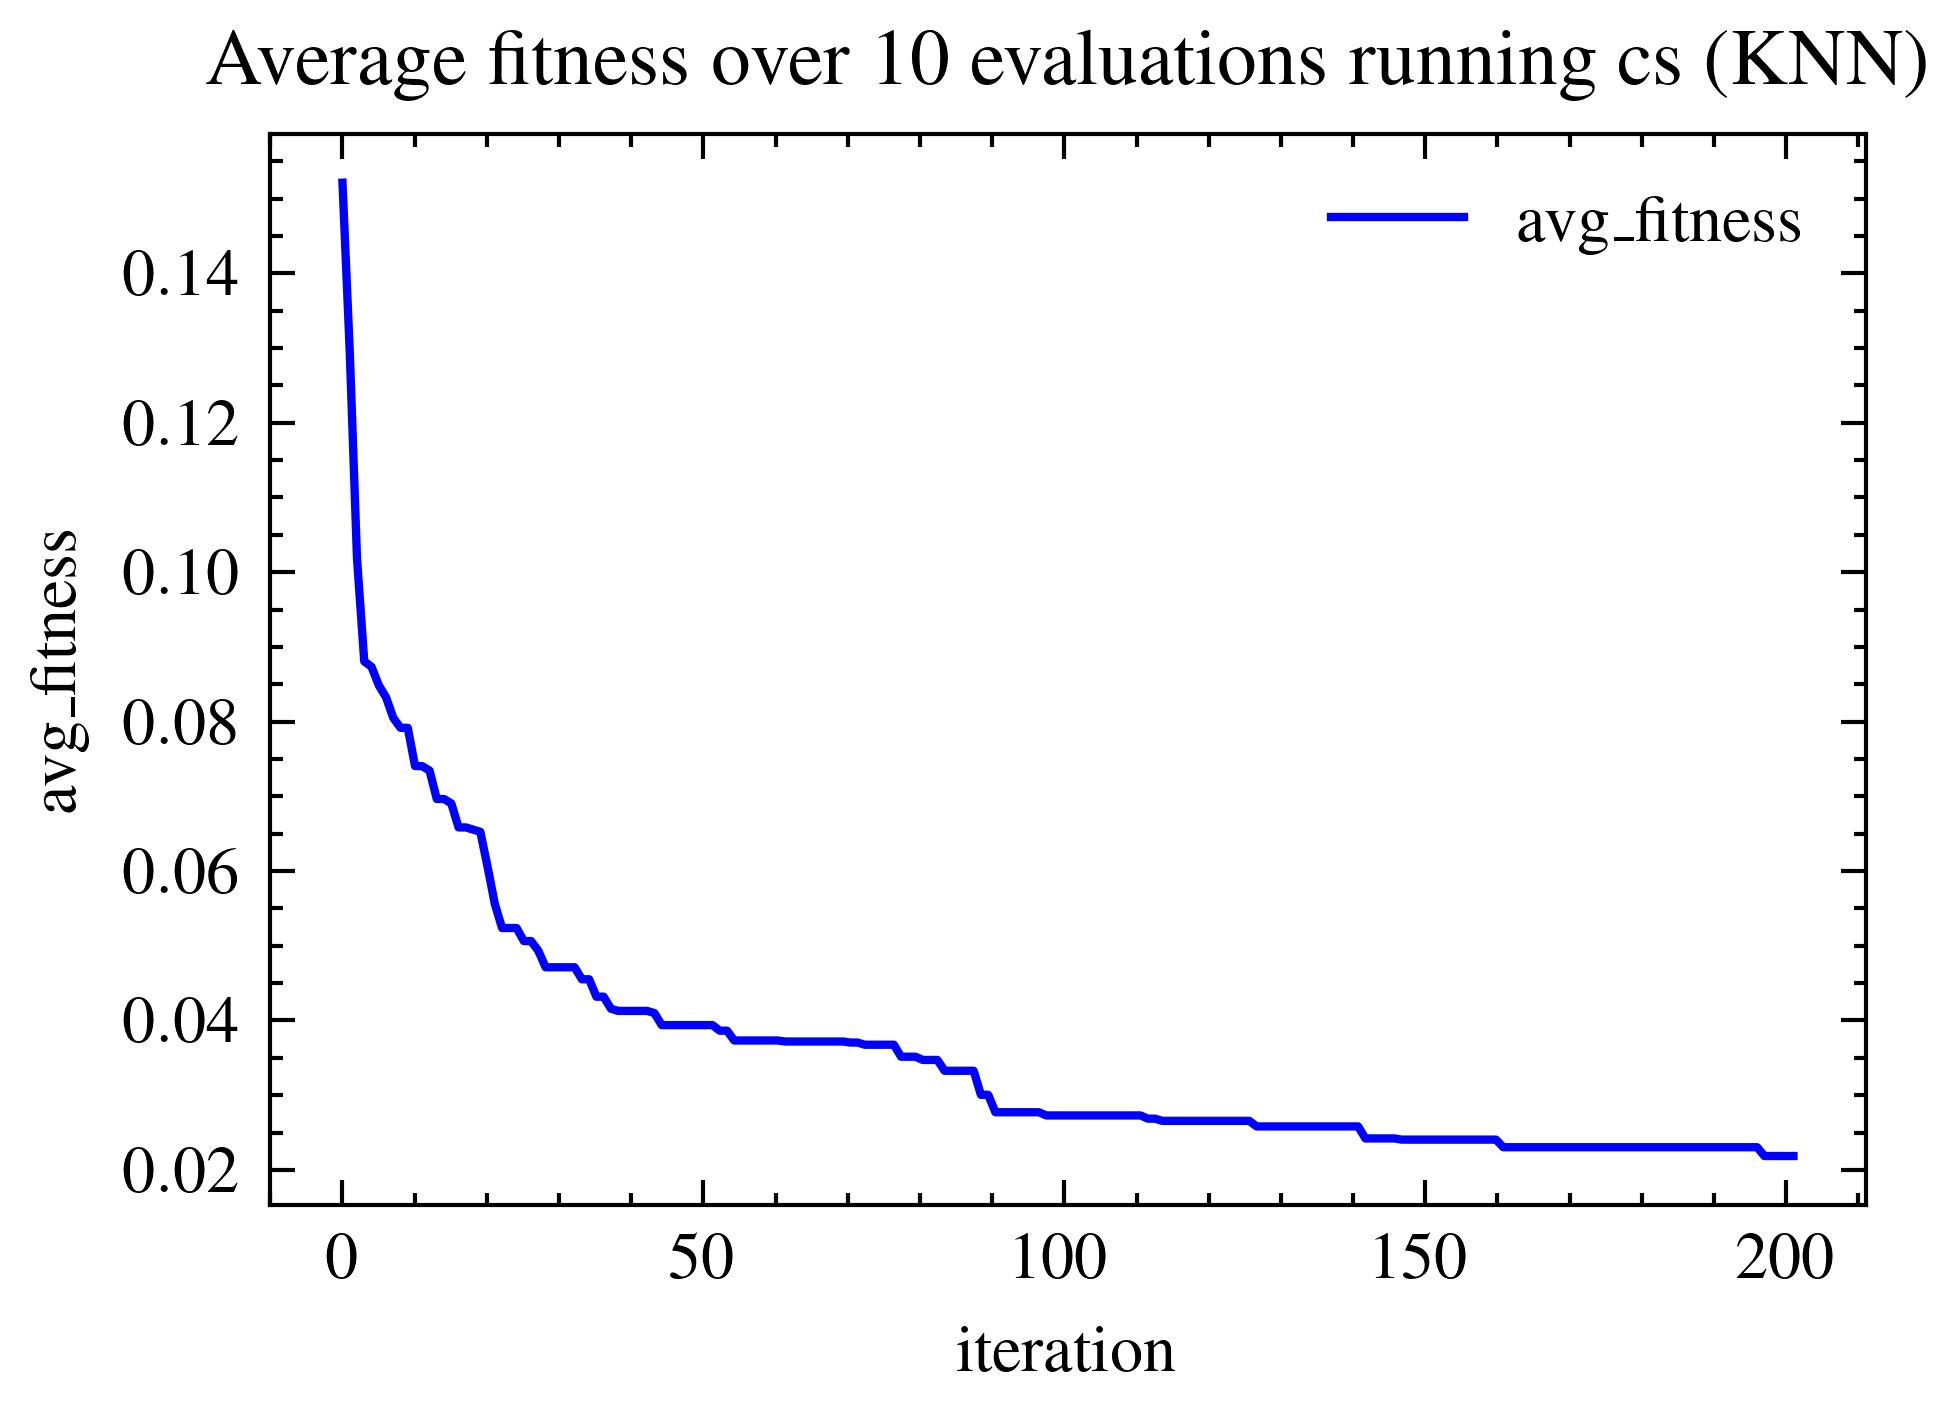 Average fitness over 10 evaluations running cs (KNN)
avg_fitness
avg_fitness
0.14
0.12
0.10
0.08
0.06
0.04
0.02
0 50 100 150 200
iteration